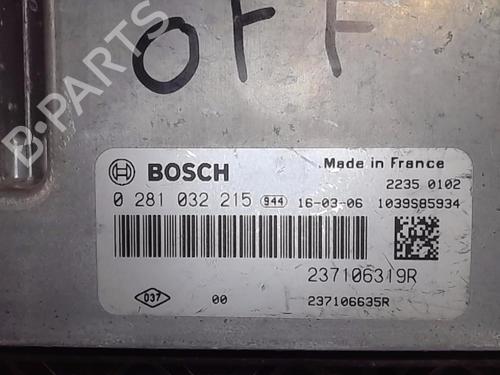 OFF
B-PARTS
BOSCH
Made in France
2235 0102
0 281 032 215 944 16-03-06 1039S85934
237106319R
037 00 237106635R